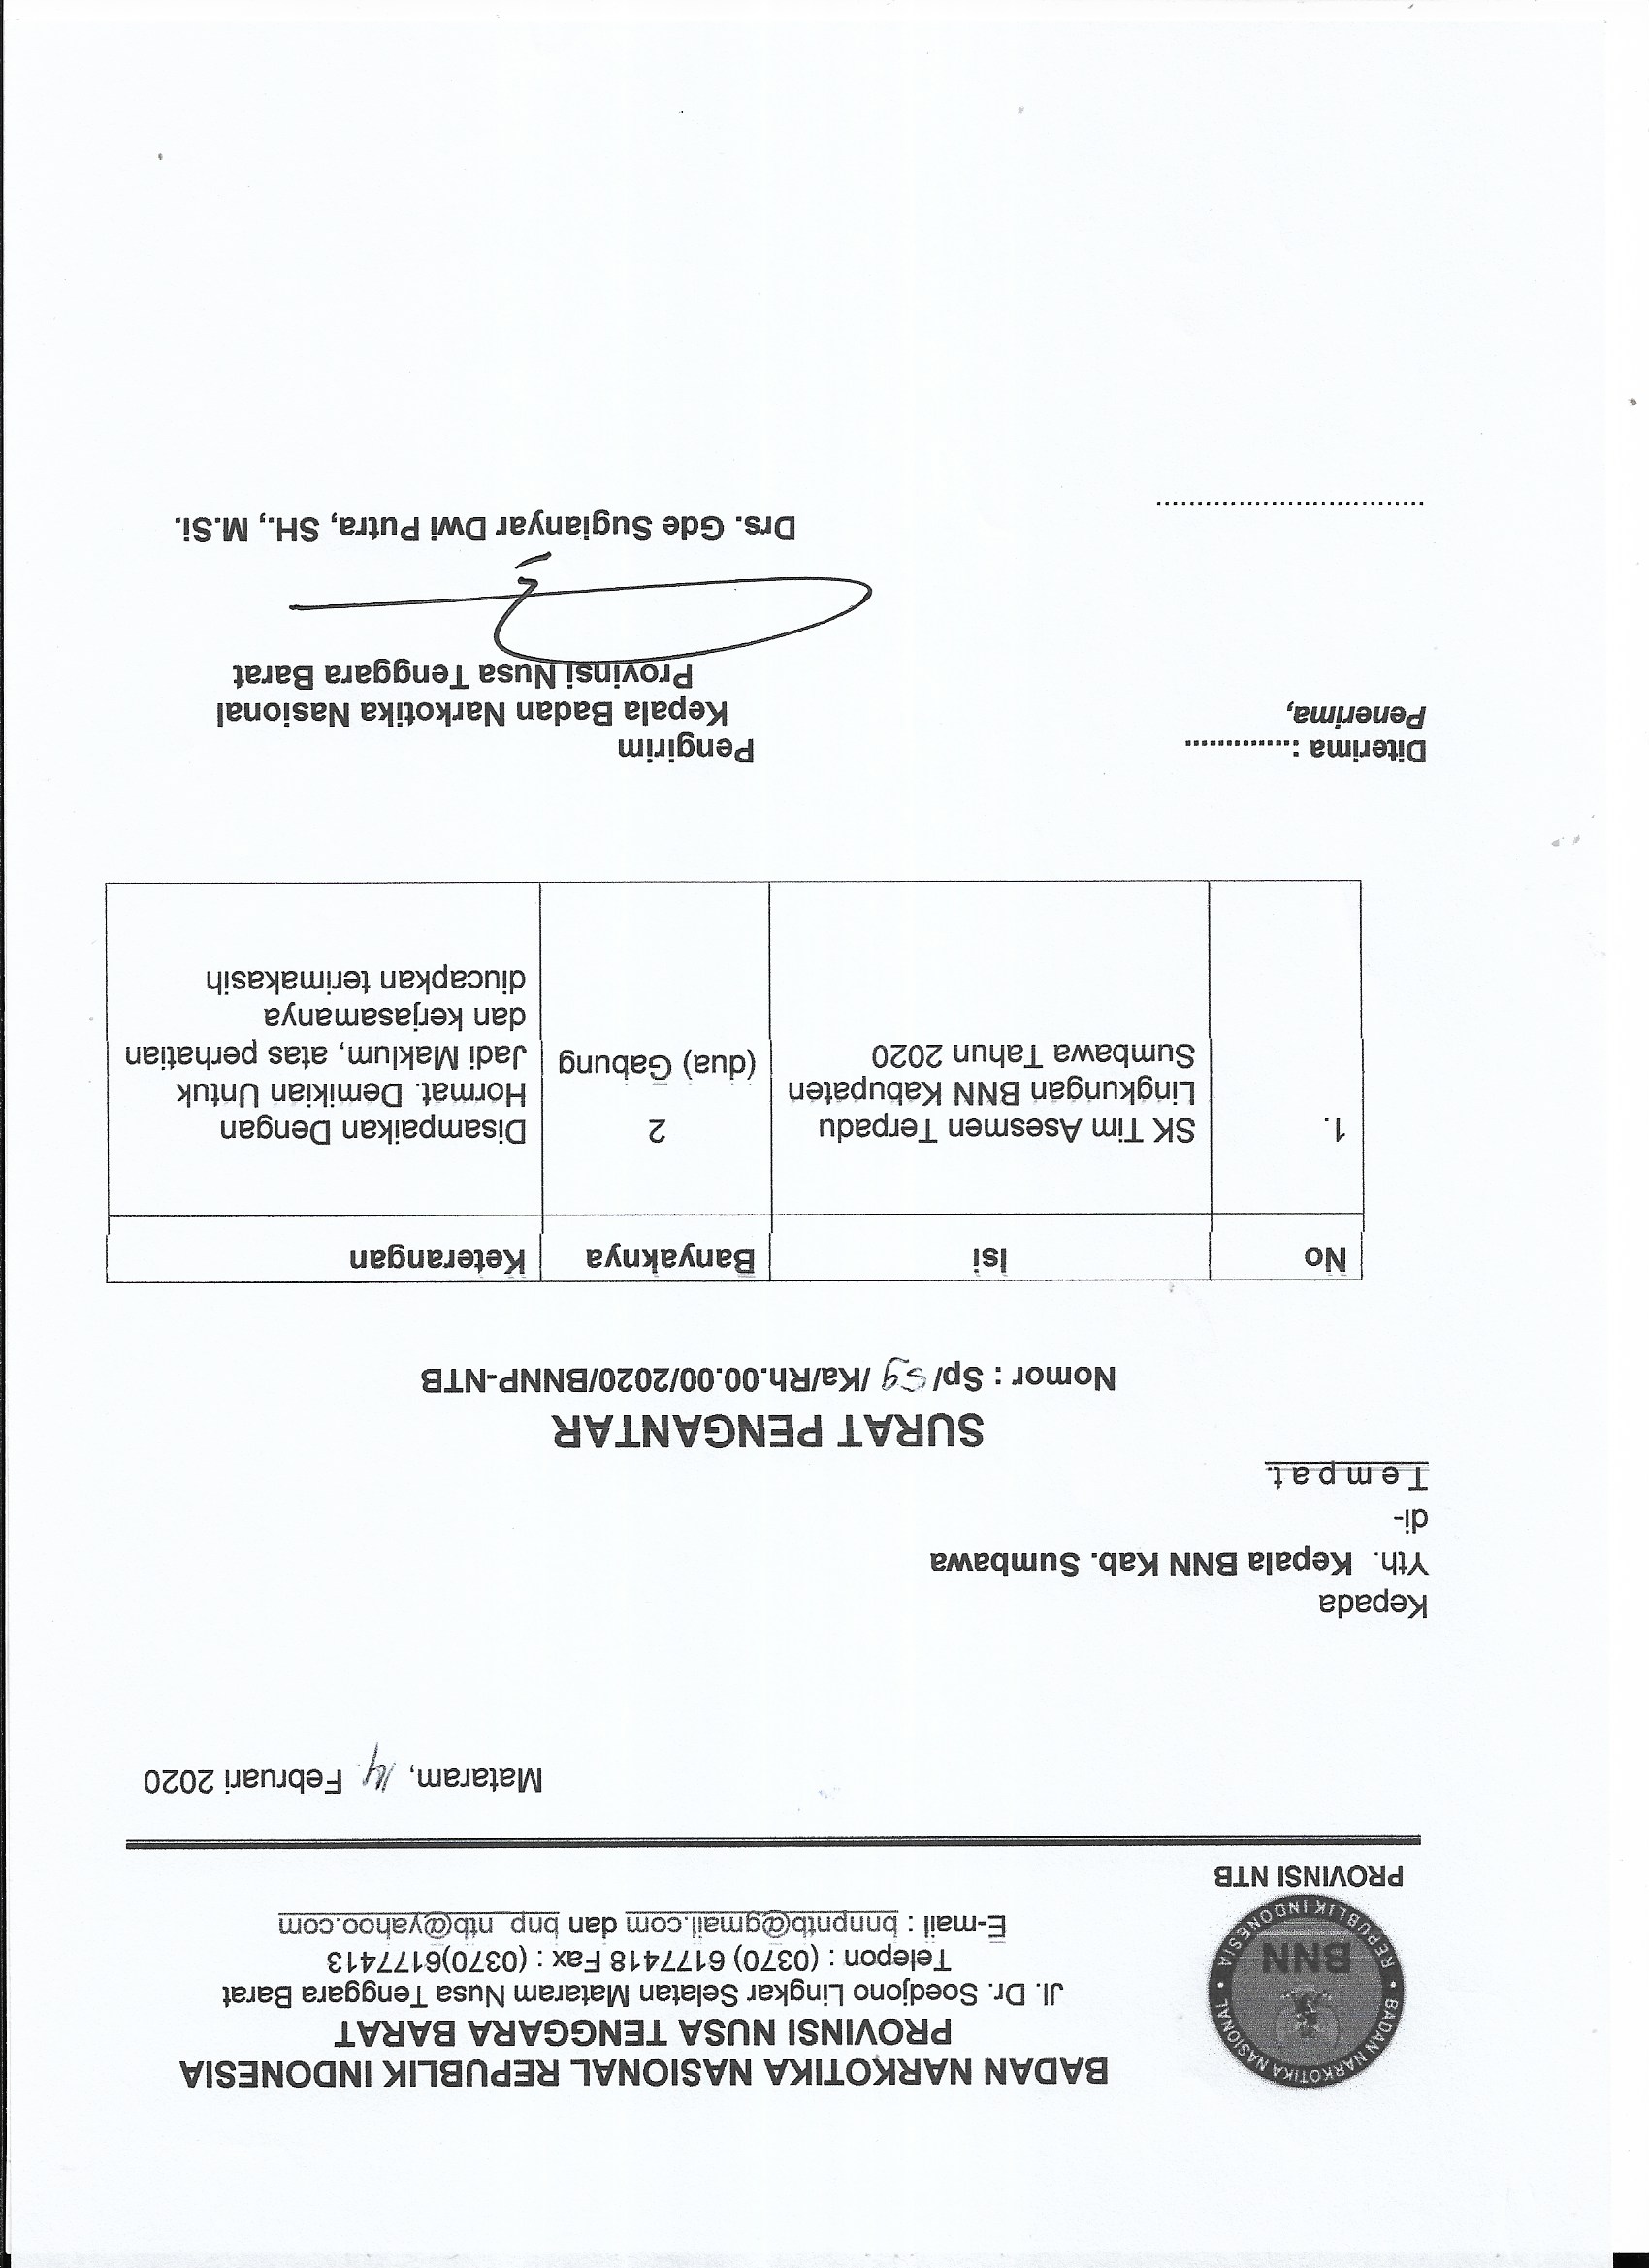 BADAN NARKOTIKA NASIONAL REPUBLIK INDONESIA
PROVINSI NUSA TENGGARA BARAT
Jl. Dr. Soedjono Lingkar Selatan Mataram Nusa Tenggara Barat
Telepon : (0370) 6177418 Fax : (0370)6177413
E-mail : bnnpntb@gmail.com dan bnp_ntb@yahoo.com
BADAN NARKOTIKA NASIONAL
BNN
REPUBLIK INDONESIA
PROVINSI NTB
Mataram, 14 Februari 2020
Kepada
Yth. Kepala BNN Kab. Sumbawa
di-
Tempat.
SURAT PENGANTAR
Nomor : Sp/ 59 /Ka/Rh.00.00/2020/BNNP-NTB
No Isi Banyaknya Keterangan
1.
SK Tim Asesmen Terpadu
Lingkungan BNN Kabupaten
Sumbawa Tahun 2020
2
(dua) Gabung
Disampaikan Dengan
Hormat. Demikian Untuk
Jadi Maklum, atas perhatian
dan kerjasamanya
diucapkan terimakasih
Diterima :..............
Penerima,
..............................
Pengirim
Kepala Badan Narkotika Nasional
Provinsi Nusa Tenggara Barat
Drs. Gde Sugianyar Dwi Putra, SH., M.Si.